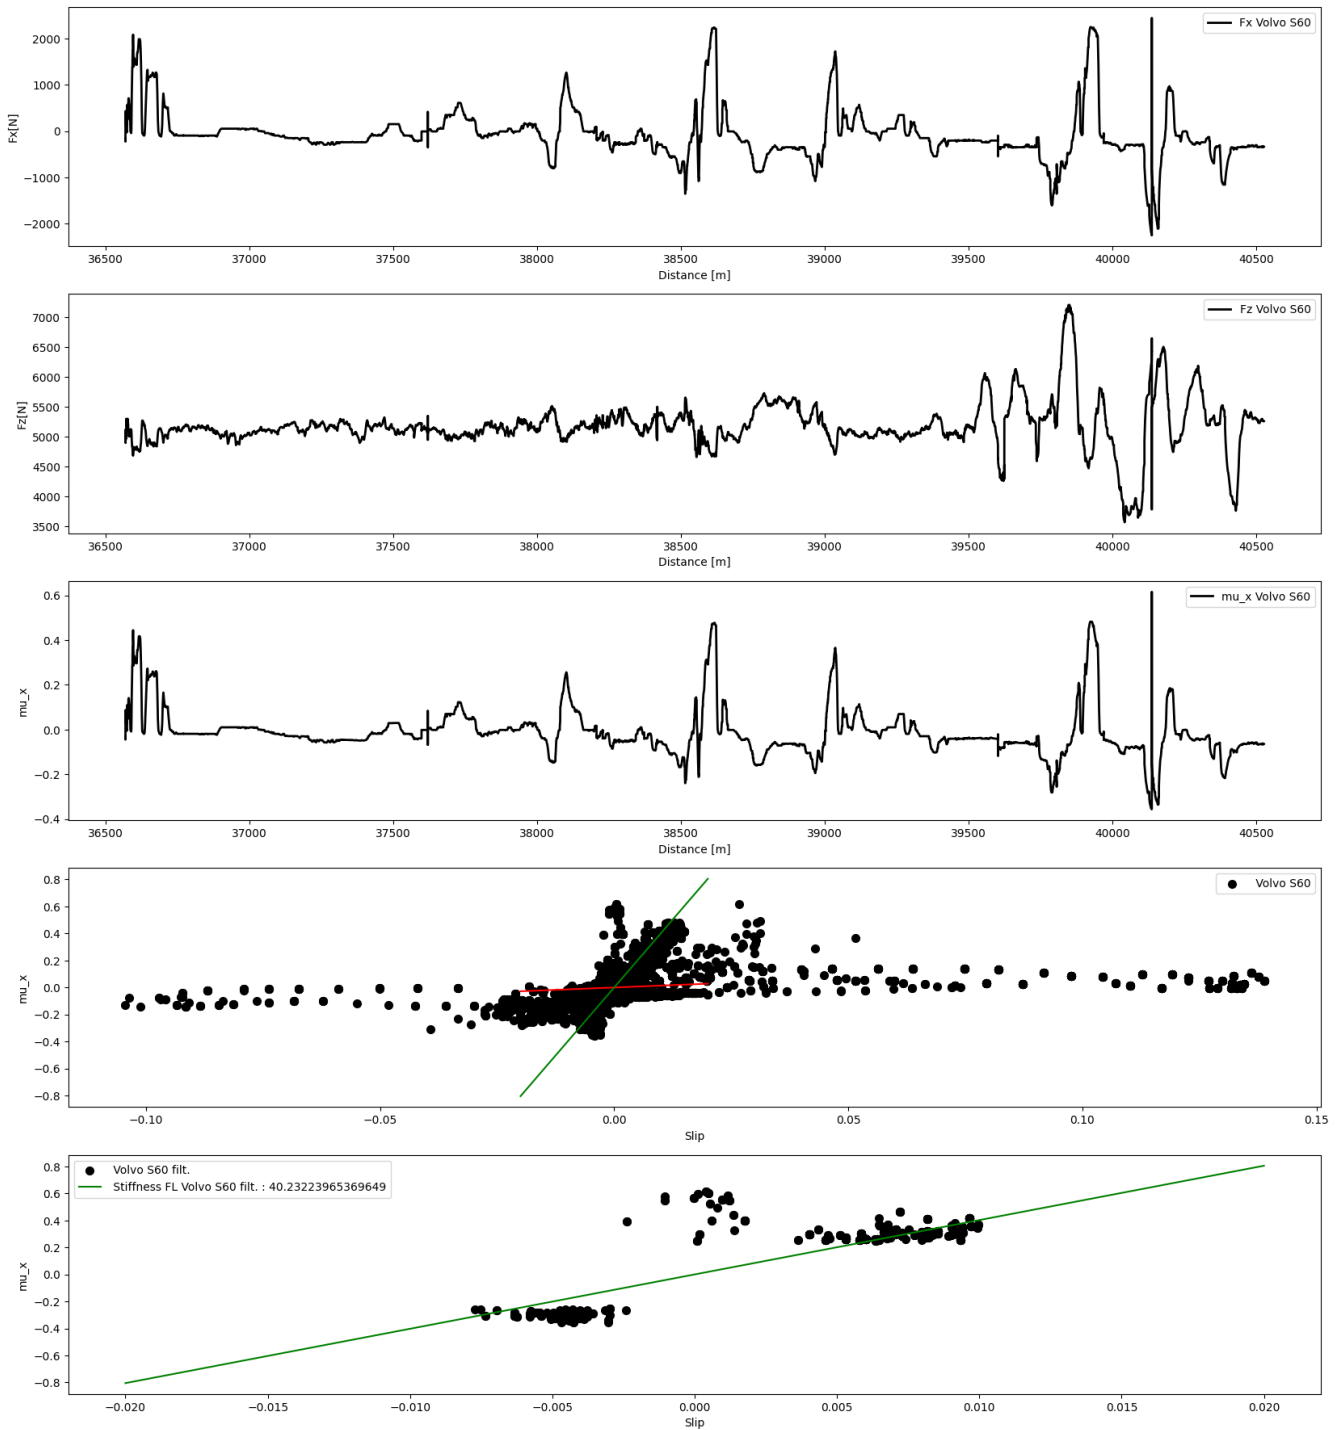 Fx Volvo S60
Fx[N]
2000
1000
0
−1000
−2000
36500 37000 37500 38000 38500 39000 39500 40000 40500
Distance [m]
Fz Volvo S60
Fz[N]
7000
6500
6000
5500
5000
4500
4000
3500
36500 37000 37500 38000 38500 39000 39500 40000 40500
Distance [m]
mu_x Volvo S60
mu_x
0.6
0.4
0.2
0.0
−0.2
−0.4
36500 37000 37500 38000 38500 39000 39500 40000 40500
Distance [m]
Volvo S60
mu_x
0.8
0.6
0.4
0.2
0.0
−0.2
−0.4
−0.6
−0.8
−0.10 −0.05 0.00 0.05 0.10 0.15
Slip
Volvo S60 filt.
Stiffness FL Volvo S60 filt. : 40.23223965369649
mu_x
0.8
0.6
0.4
0.2
0.0
−0.2
−0.4
−0.6
−0.8
−0.020 −0.015 −0.010 −0.005 0.000 0.005 0.010 0.015 0.020
Slip